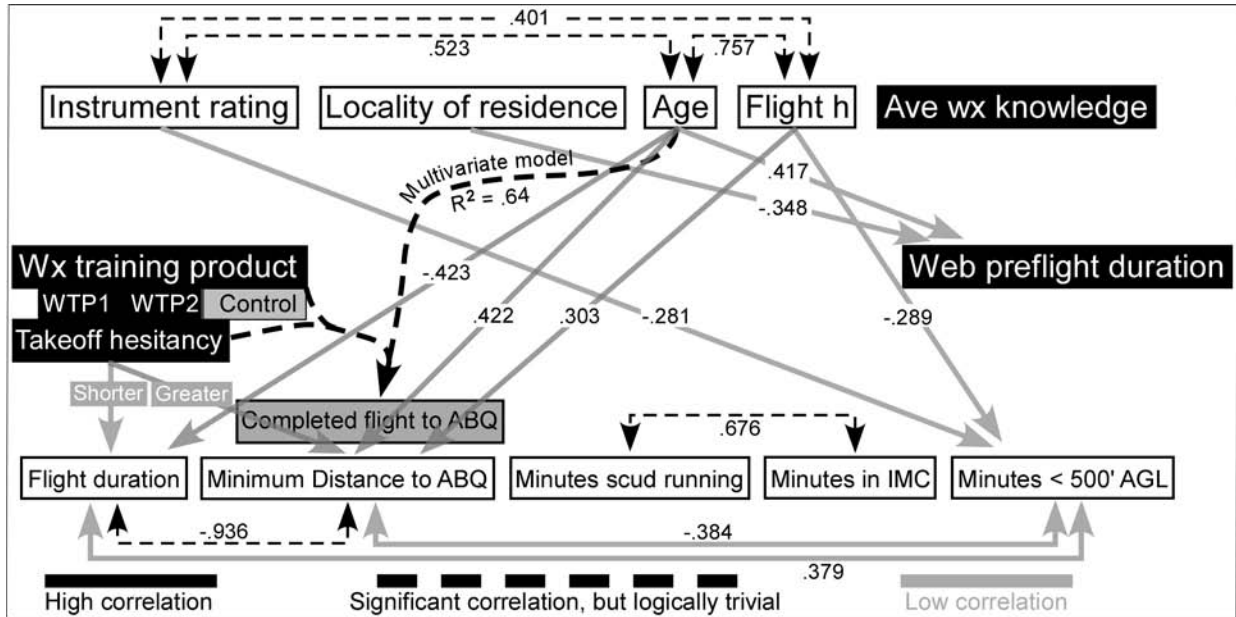 .401
.523
.757
Instrument rating
Locality of residence
Age
Flight h
Ave wx knowledge
Multivariate model
R² = .64
.417
-.348
Wx training product
WTP1 WTP2 Control
Takeoff hesitancy
Web preflight duration
-.423
.422
.303
-.281
-.289
Shorter
Greater
Completed flight to ABQ
.676
Flight duration
Minimum Distance to ABQ
Minutes scud running
Minutes in IMC
Minutes < 500' AGL
-.936
-.384
.379
High correlation
Significant correlation, but logically trivial
Low correlation